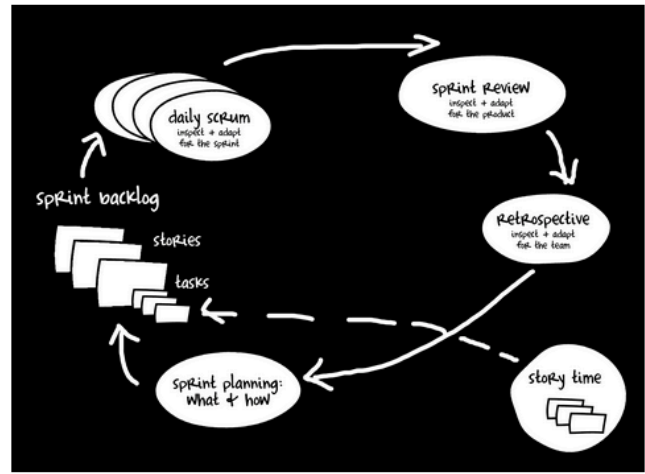 daily scrum
inspect + adapt
for the sprint
sprint review
inspect + adapt
for the product
sprint backlog
stories
tasks
retrospective
inspect + adapt
for the team
sprint planning:
what & how
story time